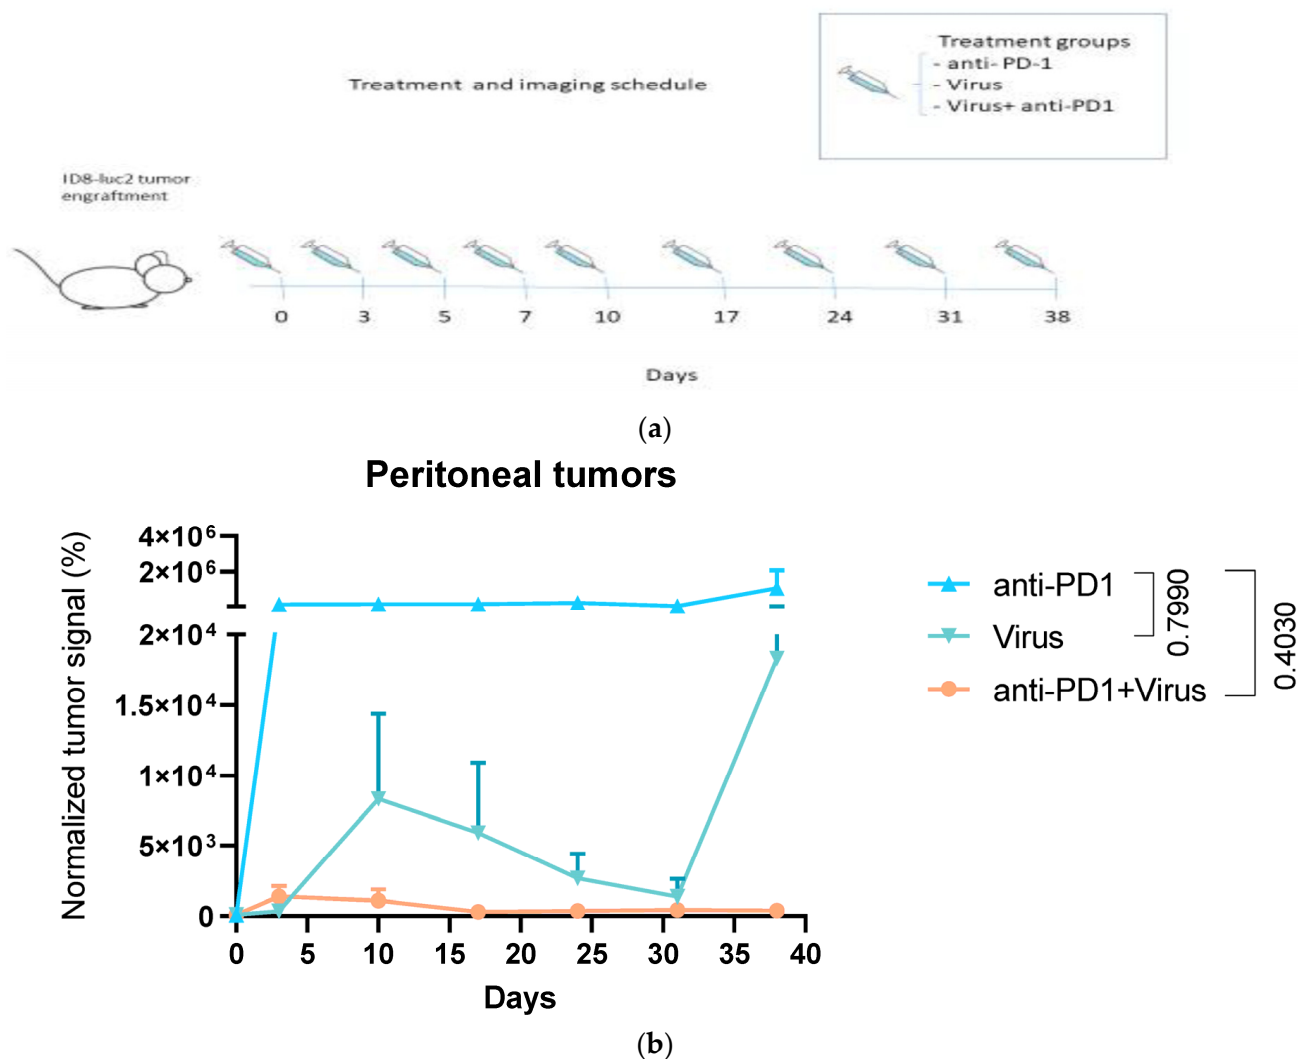 Treatment and imaging schedule
Treatment groups
- anti- PD-1
- Virus
- Virus+ anti-PD1
ID8-luc2 tumor
engraftment
0 3 5 7 10 17 24 31 38
Days
(a)
Peritoneal tumors
Normalized tumor signal (%)
4×10⁶
2×10⁶
2×10⁴
1.5×10⁴
1×10⁴
5×10³
0
0 5 10 15 20 25 30 35 40
Days
anti-PD1
Virus
anti-PD1+Virus
0.7990
0.4030
(b)